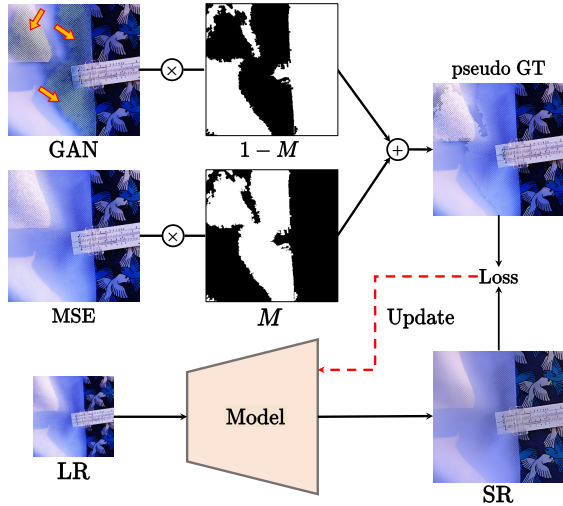 GAN
1 − M
pseudo GT
MSE
M
Loss
Update
Model
LR
SR